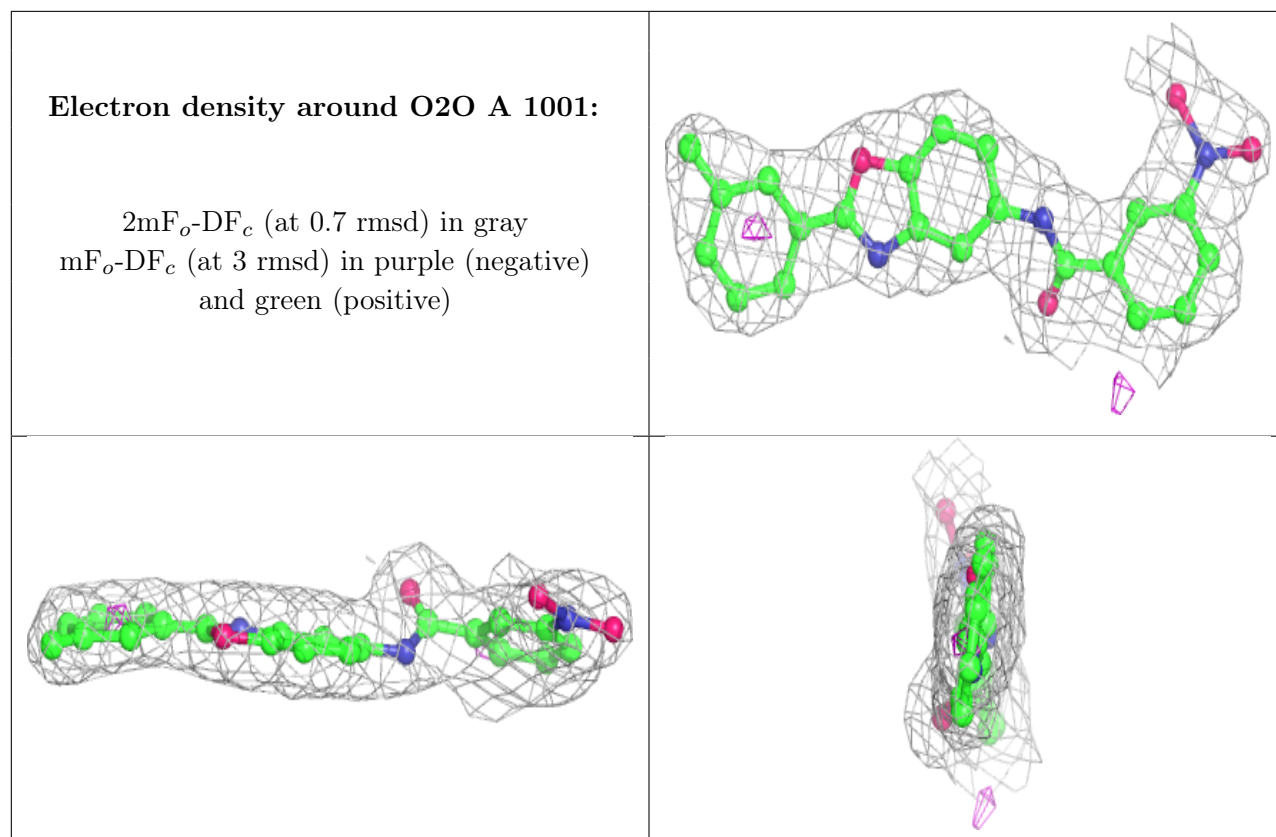 Electron density around O2O A 1001:
2mFₒ-DF𝒸 (at 0.7 rmsd) in gray
mFₒ-DF𝒸 (at 3 rmsd) in purple (negative)
and green (positive)